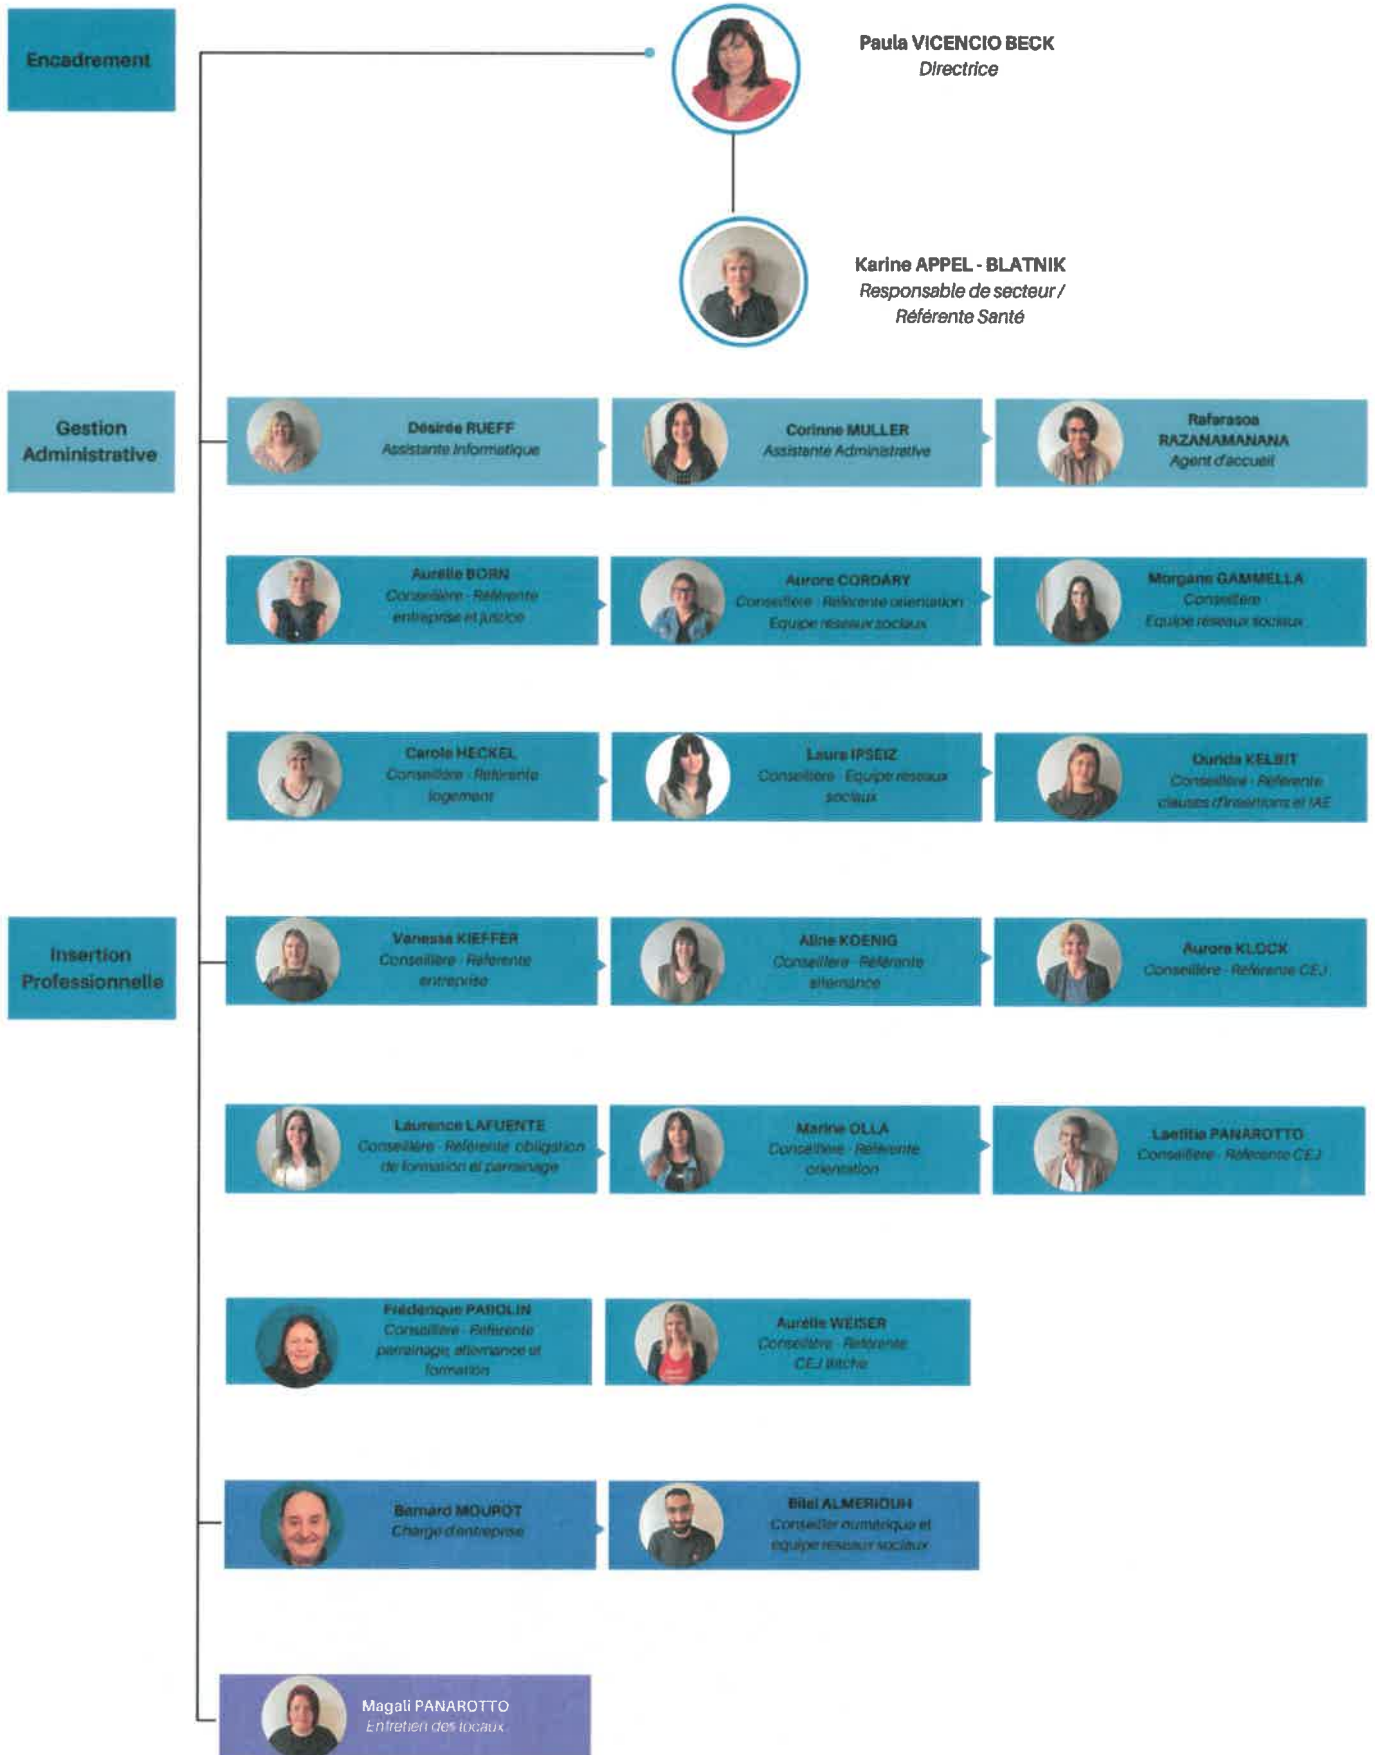 Encadrement
Paula VICENCIO BECK
Directrice
Karine APPEL - BLATNIK
Responsable de secteur /
Référente Santé
Gestion
Administrative
Désirée RUEFF
Assistante Informatique
Corinne MULLER
Assistante Administrative
Rafarasoa
RAZANAMANANA
Agent d'accueil
Aurélie BORN
Conseillère - Référente
entreprise et justice
Aurore CORDARY
Conseillère - Référente orientation
Equipe réseaux sociaux
Morgane GAMMELLA
Conseillère
Equipe réseaux sociaux
Carole HECKEL
Conseillère - Référente
logement
Laura IPSEIZ
Conseillère - Equipe réseaux
sociaux
Ourida KELBIT
Conseillère - Référente
clauses d'insertions et IAE
Insertion
Professionnelle
Vanessa KIEFFER
Conseillère - Référente
entreprise
Aline KOENIG
Conseillère - Référente
alternance
Aurore KLOCK
Conseillère - Référente CEJ
Laurence LAFUENTE
Conseillère - Référente obligation
de formation et parrainage
Marine OLLA
Conseillère - Référente
orientation
Laetitia PANAROTTO
Conseillère - Référente CEJ
Frédérique PAROLIN
Conseillère - Référente
parrainage, alternance et
formation
Aurélie WEISER
Conseillère - Référente
CEJ Bitche
Bernard MOUROT
Chargé d'entreprise
Bilel ALMERIOUH
Conseiller numérique et
équipe réseaux sociaux
Magali PANAROTTO
Entretien des locaux